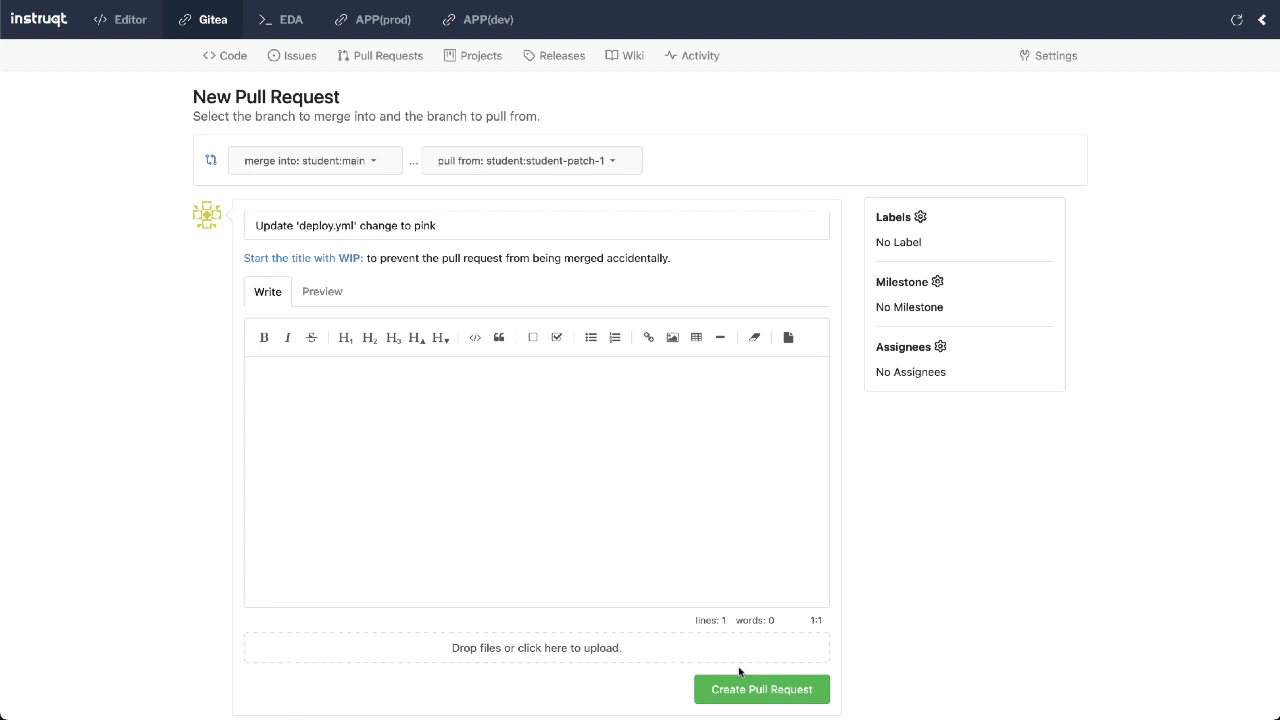 instruqt </> Editor Gitea >_ EDA APP(prod) APP(dev)
<> Code Issues Pull Requests Projects Releases Wiki Activity Settings
New Pull Request
Select the branch to merge into and the branch to pull from.
merge into: student:main ... pull from: student:student-patch-1
Update 'deploy.yml' change to pink
Start the title with WIP: to prevent the pull request from being merged accidentally.
Write Preview
B I S H1 H2 H3 H▲ H▼ </> ❝
lines: 1 words: 0 1:1
Drop files or click here to upload.
Create Pull Request
Labels
No Label
Milestone
No Milestone
Assignees
No Assignees